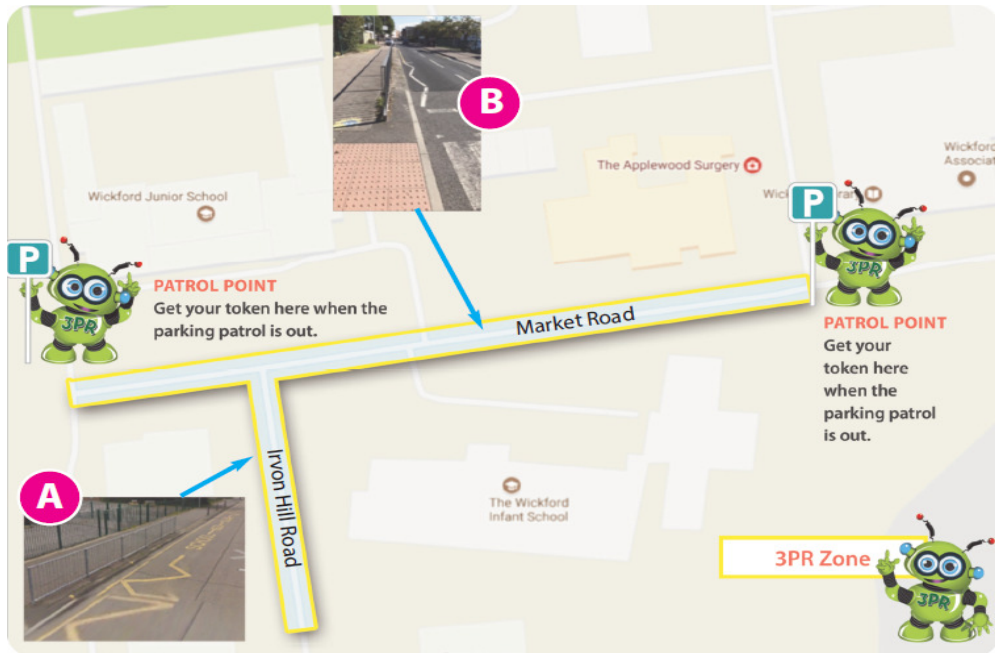 B
The Applewood Surgery
Wickford
Associat
Wickford Junior School
P
P
3PR
3PR
PATROL POINT
Get your token here when the
parking patrol is out.
Market Road
PATROL POINT
Get your
token here
when the
parking patrol
is out.
Irvon Hill Road
A
The Wickford
Infant School
3PR Zone
3PR